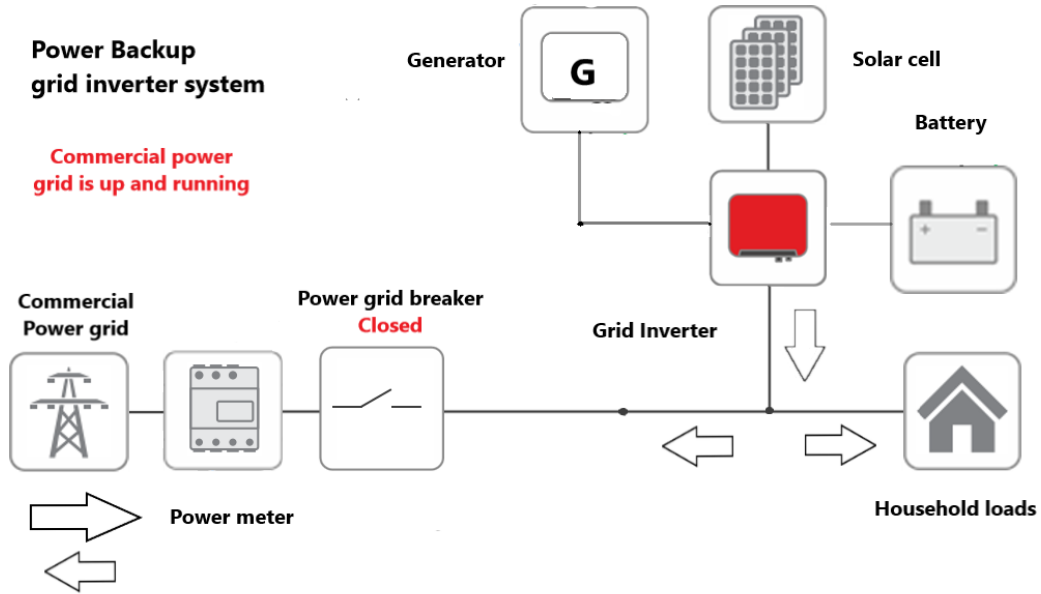 Power Backup
grid inverter system
Commercial power
grid is up and running
Generator
G
Solar cell
Battery
+ −
Commercial
Power grid
Power grid breaker
Closed
Grid Inverter
Power meter
Household loads